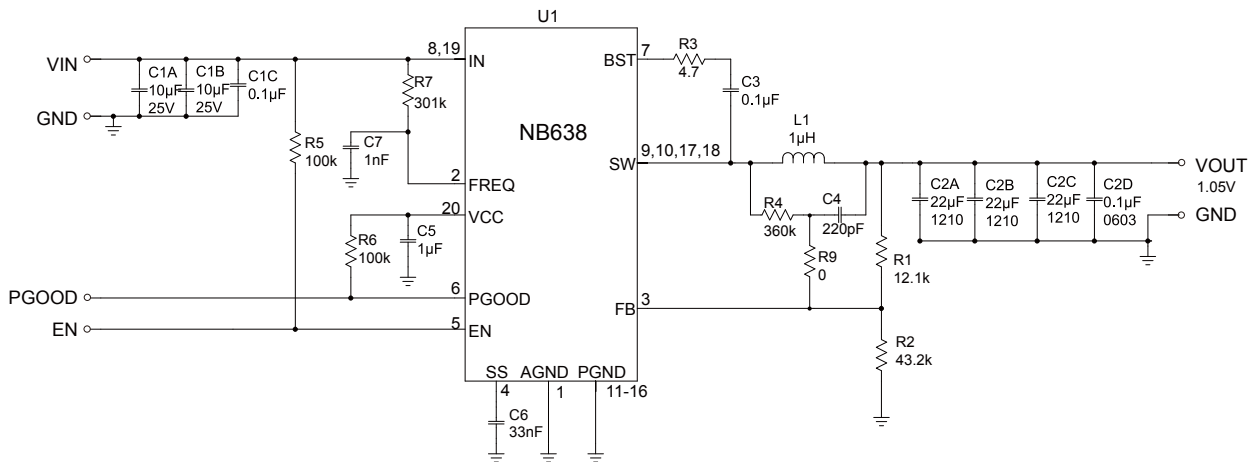 U1
NB638
VIN
GND
C1A
10µF
25V
C1B
10µF
25V
C1C
0.1µF
R7
301k
C7
1nF
R5
100k
R6
100k
C5
1µF
PGOOD
EN
8,19
IN
2
FREQ
20
VCC
6
PGOOD
5
EN
SS
4
AGND
1
PGND
11-16
C6
33nF
BST
7
R3
4.7
C3
0.1µF
SW
9,10,17,18
L1
1µH
R4
360k
C4
220pF
R9
0
FB
3
R1
12.1k
R2
43.2k
C2A
22µF
1210
C2B
22µF
1210
C2C
22µF
1210
C2D
0.1µF
0603
VOUT
1.05V
GND